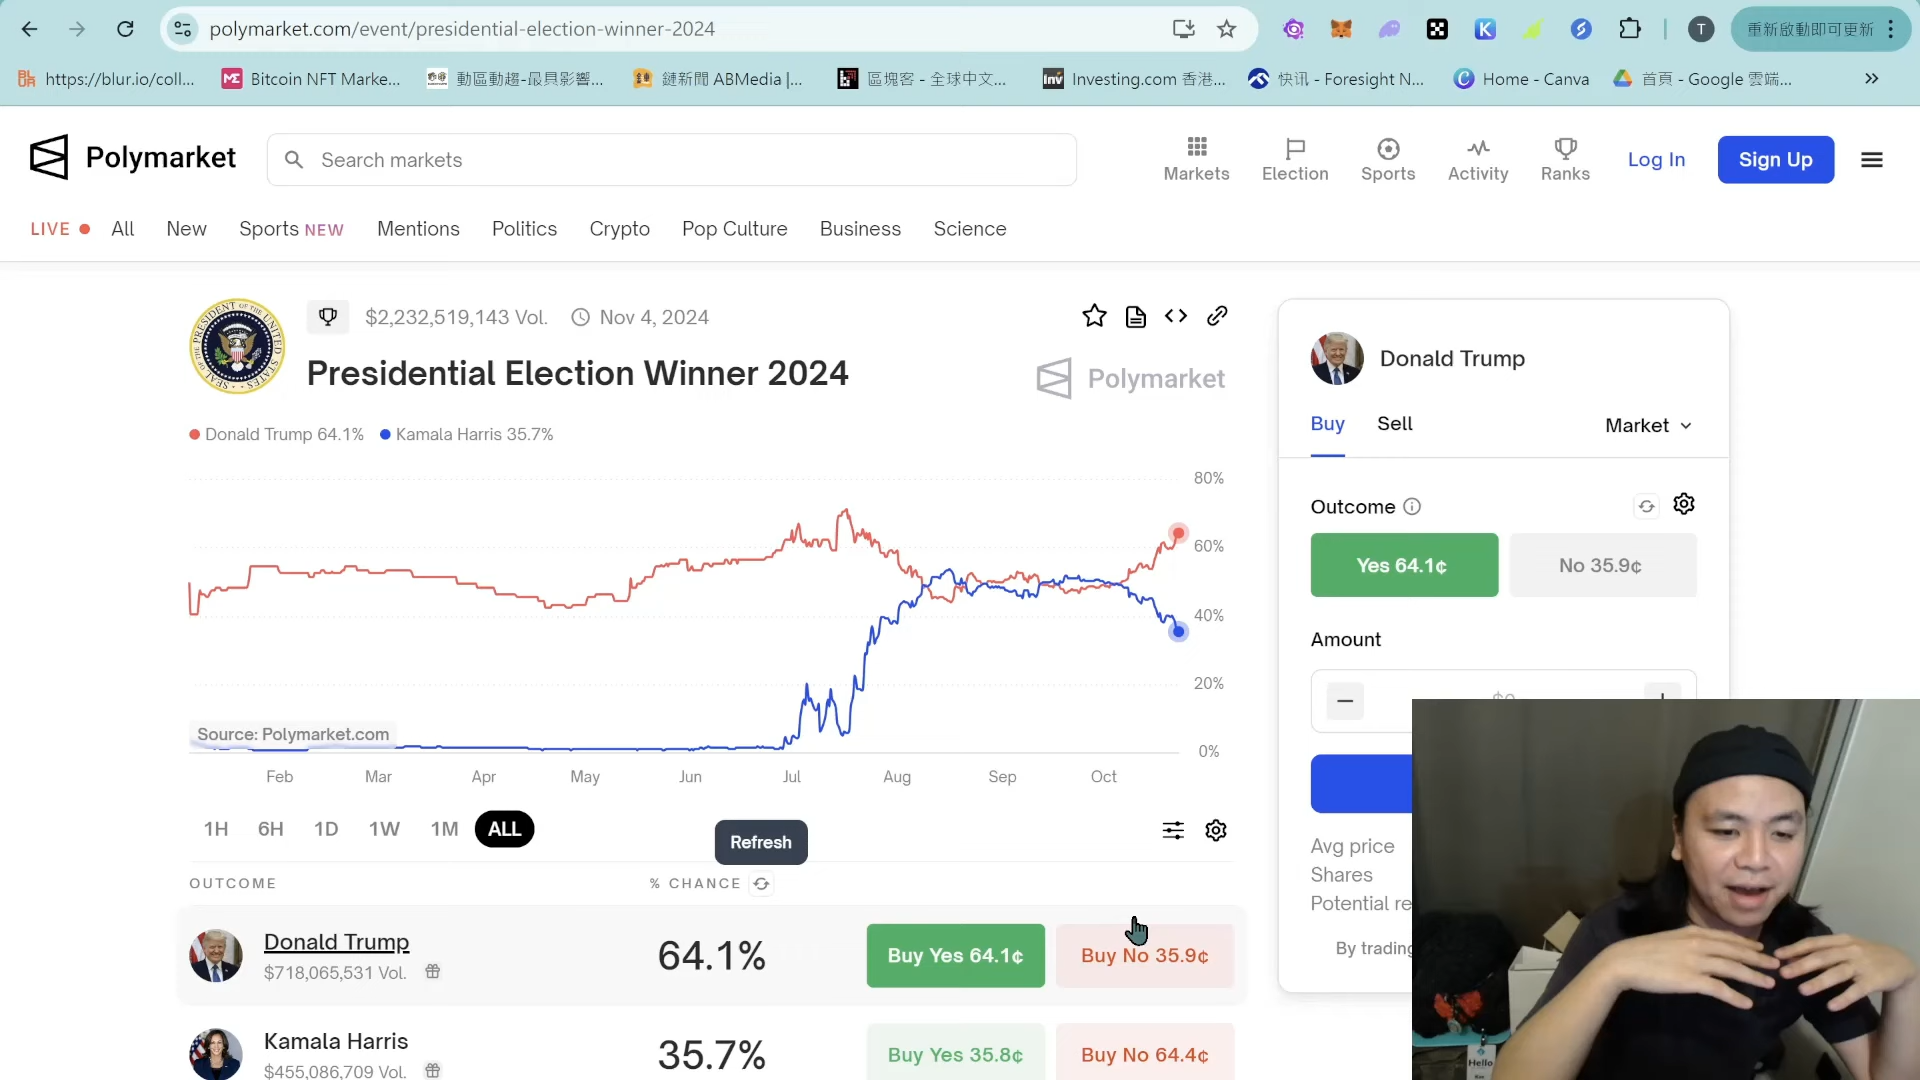 polymarket.com/event/presidential-election-winner-2024
T
重新啟動即可更新
https://blur.io/coll...
ME
Bitcoin NFT Marke...
動區動趨-最具影響...
鏈新聞 ABMedia |...
區塊客 - 全球中文...
Inv
Investing.com 香港...
快讯 - Foresight N...
Home - Canva
首頁 - Google 雲端...
Polymarket
Search markets
Markets
Election
Sports
Activity
Ranks
Log In
Sign Up
LIVE
All
New
Sports NEW
Mentions
Politics
Crypto
Pop Culture
Business
Science
$2,232,519,143 Vol.
Nov 4, 2024
Presidential Election Winner 2024
Polymarket
Donald Trump 64.1%
Kamala Harris 35.7%
80%
60%
40%
20%
0%
Source: Polymarket.com
Feb
Mar
Apr
May
Jun
Jul
Aug
Sep
Oct
1H
6H
1D
1W
1M
ALL
Refresh
OUTCOME
% CHANCE
Donald Trump
$718,065,531 Vol.
64.1%
Buy Yes 64.1¢
Buy No 35.9¢
Kamala Harris
$455,086,709 Vol.
35.7%
Buy Yes 35.8¢
Buy No 64.4¢
Donald Trump
Buy
Sell
Market
Outcome
Yes 64.1¢
No 35.9¢
Amount
Avg price
Shares
Potential re
By trading
Hello